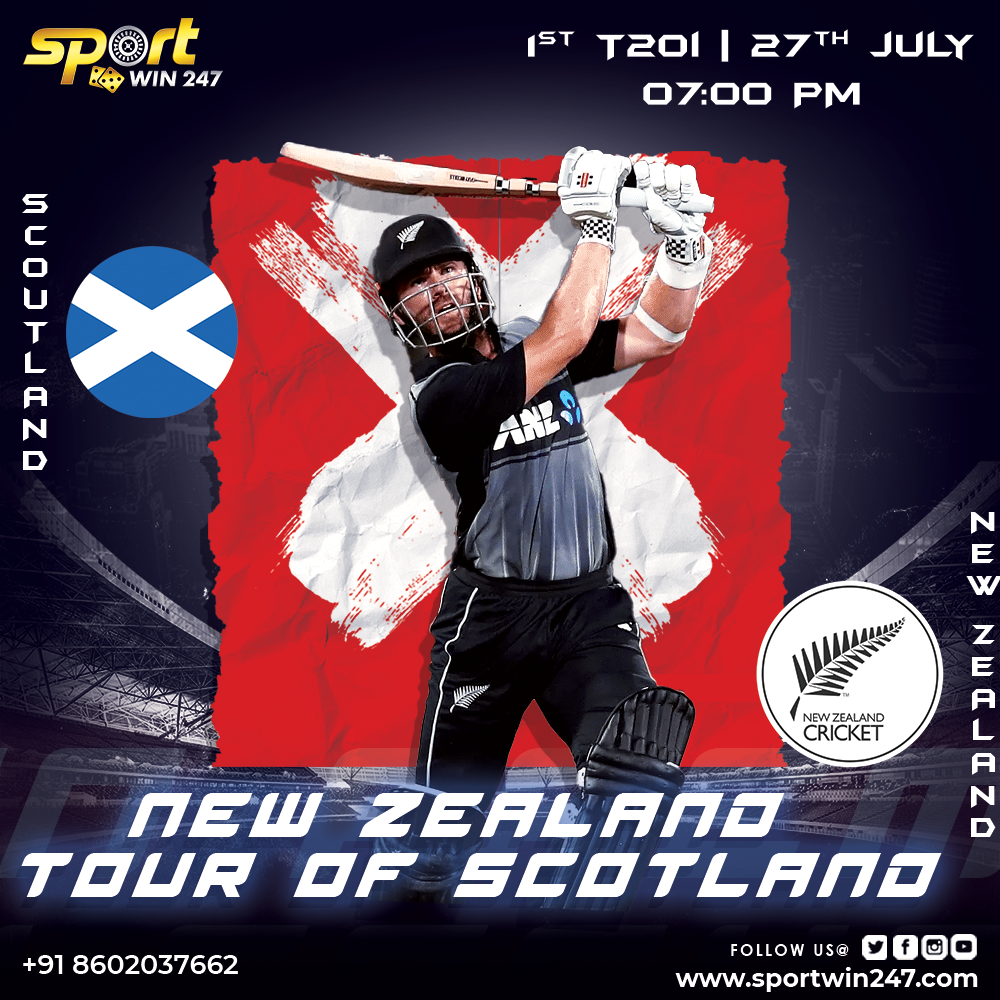 sport
WIN 247
1ST T20I | 27TH JULY
07:00 PM
SCOUTLAND
ANZ
NEW ZEALAND
NEW ZEALAND
CRICKET
TM
NEW ZEALAND
TOUR OF SCOTLAND
+91 8602037662
FOLLOW US@
www.sportwin247.com